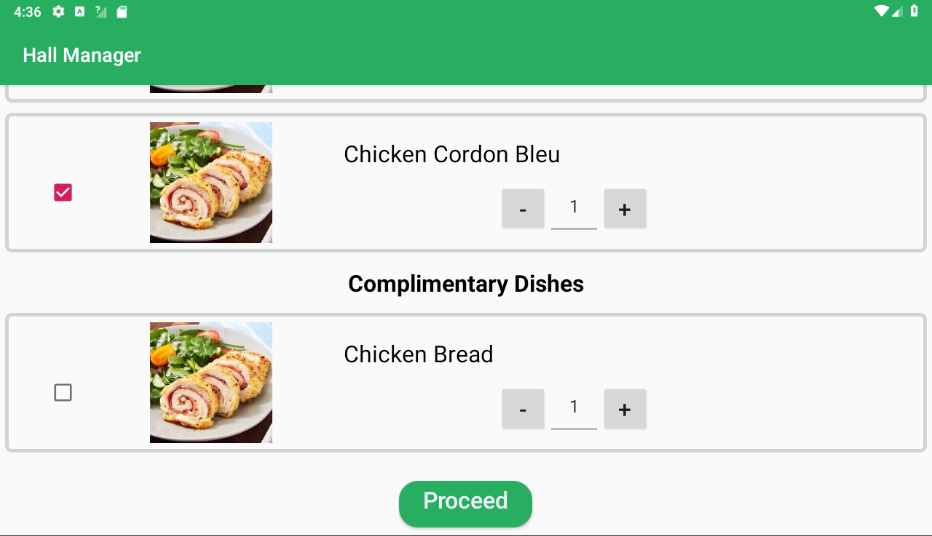 4:36
Hall Manager
Chicken Cordon Bleu
- 1 +
Complimentary Dishes
Chicken Bread
- 1 +
Proceed